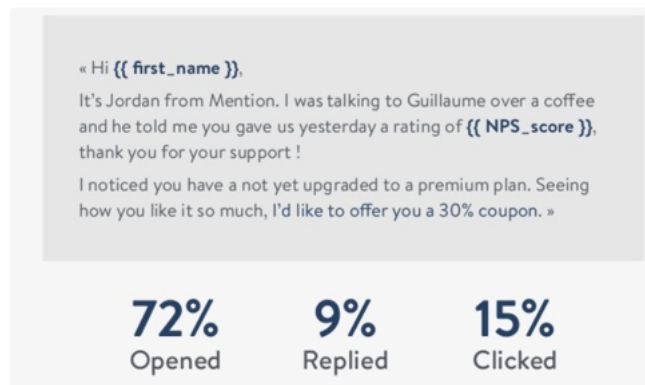 « Hi {{ first_name }},
It's Jordan from Mention. I was talking to Guillaume over a coffee
and he told me you gave us yesterday a rating of {{ NPS_score }},
thank you for your support !
I noticed you have a not yet upgraded to a premium plan. Seeing
how you like it so much, I'd like to offer you a 30% coupon. »
72% 9% 15%
Opened Replied Clicked